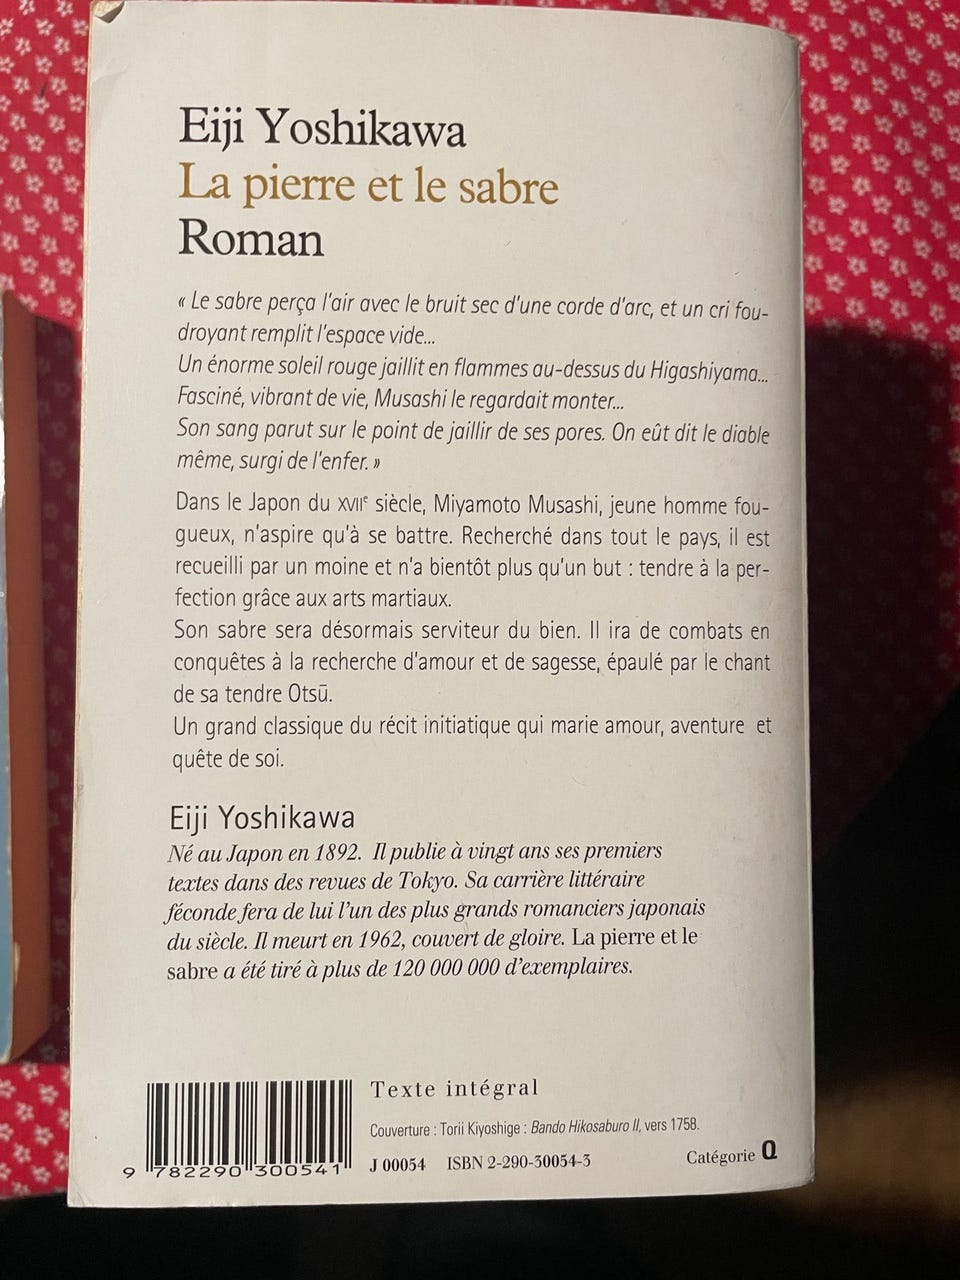 Eiji Yoshikawa
La pierre et le sabre
Roman
« Le sabre perça l'air avec le bruit sec d'une corde d'arc, et un cri fou-
droyant remplit l'espace vide...
Un énorme soleil rouge jaillit en flammes au-dessus du Higashiyama...
Fasciné, vibrant de vie, Musashi le regardait monter...
Son sang parut sur le point de jaillir de ses pores. On eût dit le diable
même, surgi de l'enfer. »
Dans le Japon du XVIIe siècle, Miyamoto Musashi, jeune homme fou-
gueux, n'aspire qu'à se battre. Recherché dans tout le pays, il est
recueilli par un moine et n'a bientôt plus qu'un but : tendre à la per-
fection grâce aux arts martiaux.
Son sabre sera désormais serviteur du bien. Il ira de combats en
conquêtes à la recherche d'amour et de sagesse, épaulé par le chant
de sa tendre Otsū.
Un grand classique du récit initiatique qui marie amour, aventure et
quête de soi.
Eiji Yoshikawa
Né au Japon en 1892. Il publie à vingt ans ses premiers
textes dans des revues de Tokyo. Sa carrière littéraire
féconde fera de lui l'un des plus grands romanciers japonais
du siècle. Il meurt en 1962, couvert de gloire. La pierre et le
sabre a été tiré à plus de 120 000 000 d'exemplaires.
Texte intégral
Couverture : Torii Kiyoshige : Bando Hikosaburo II, vers 1758.
9 782290 300541 J 00054 ISBN 2-290-30054-3 Catégorie Q